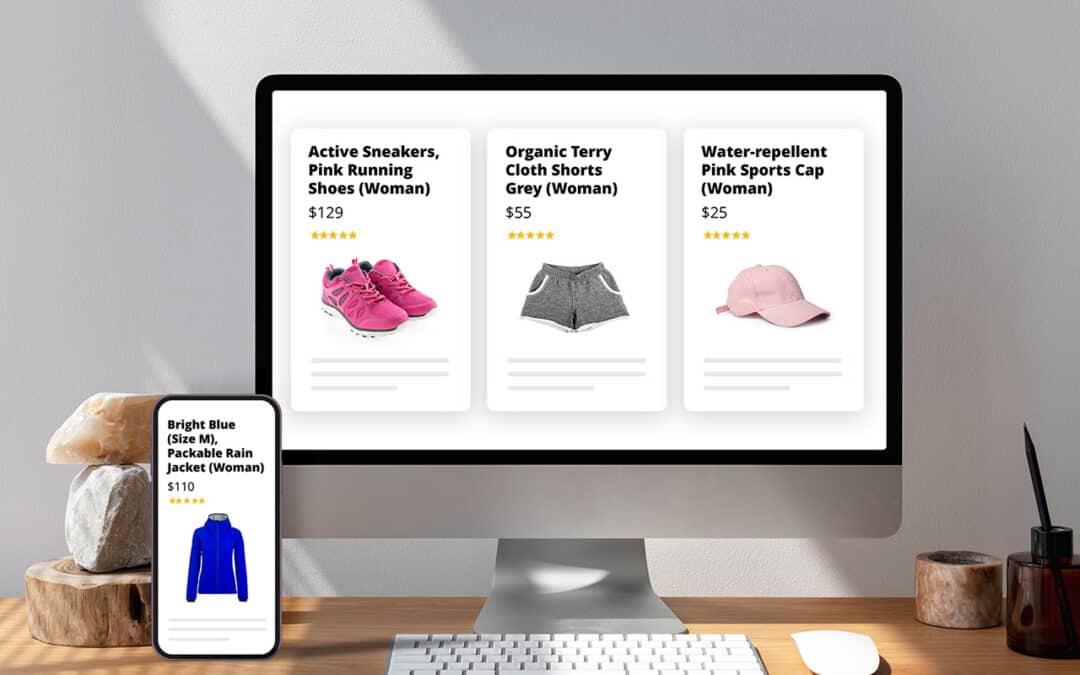 Active Sneakers,
Pink Running
Shoes (Woman)
$129
Organic Terry
Cloth Shorts
Grey (Woman)
$55
Water-repellent
Pink Sports Cap
(Woman)
$25
Bright Blue
(Size M),
Packable Rain
Jacket (Woman)
$110